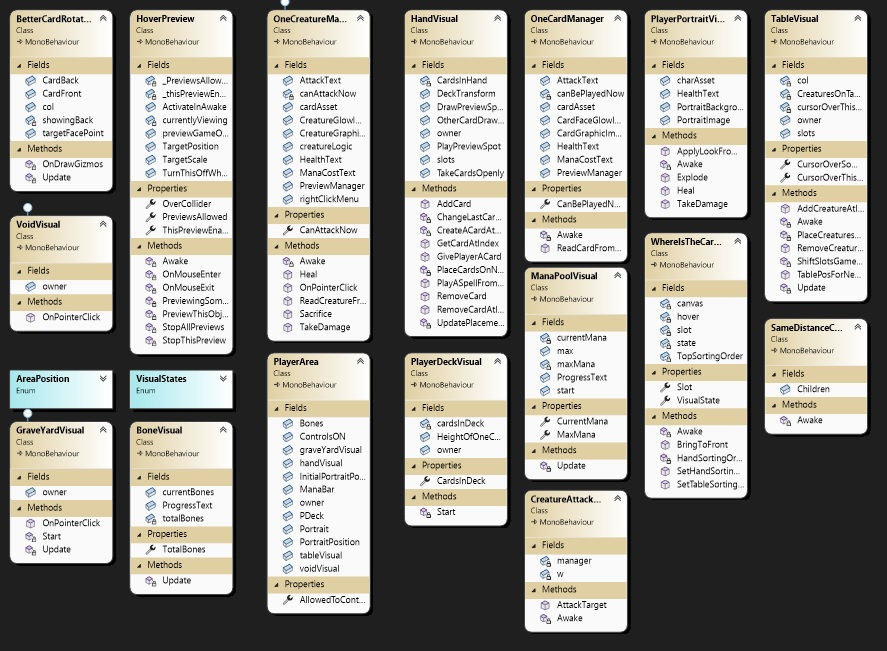 BetterCardRotat...
Class
MonoBehaviour
Fields
CardBack
CardFront
col
showingBack
targetFacePoint
Methods
OnDrawGizmos
Update
VoidVisual
Class
MonoBehaviour
Fields
owner
Methods
OnPointerClick
AreaPosition
Enum
GraveYardVisual
Class
MonoBehaviour
Fields
owner
Methods
OnPointerClick
Start
Update
HoverPreview
Class
MonoBehaviour
Fields
_PreviewsAllow...
_thisPreviewEn...
ActivateInAwake
currentlyViewing
previewGameO...
TargetPosition
TargetScale
TurnThisOffWh...
Properties
OverCollider
PreviewsAllowed
ThisPreviewEna...
Methods
Awake
OnMouseEnter
OnMouseExit
PreviewingSom...
PreviewThisObj...
StopAllPreviews
StopThisPreview
VisualStates
Enum
BoneVisual
Class
MonoBehaviour
Fields
currentBones
ProgressText
totalBones
Properties
TotalBones
Methods
Update
OneCreatureMa...
Class
MonoBehaviour
Fields
AttackText
canAttackNow
cardAsset
CreatureGlowI...
CreatureGraphi...
creatureLogic
HealthText
ManaCostText
PreviewManager
rightClickMenu
Properties
CanAttackNow
Methods
Awake
Heal
OnPointerClick
ReadCreatureFr...
Sacrifice
TakeDamage
PlayerArea
Class
MonoBehaviour
Fields
Bones
ControlsON
graveYardVisual
handVisual
InitialPortraitPo...
ManaBar
owner
PDeck
Portrait
PortraitPosition
tableVisual
voidVisual
Properties
AllowedToCont...
HandVisual
Class
MonoBehaviour
Fields
CardsInHand
DeckTransform
DrawPreviewSp...
OtherCardDraw...
owner
PlayPreviewSpot
slots
TakeCardsOpenly
Methods
AddCard
ChangeLastCar...
CreateACardAt...
GetCardAtIndex
GivePlayerACard
PlaceCardsOnN...
PlayASpellFrom...
RemoveCard
RemoveCardAtI...
UpdatePlaceme...
PlayerDeckVisual
Class
MonoBehaviour
Fields
cardsInDeck
HeightOfOneC...
owner
Properties
CardsInDeck
Methods
Start
OneCardManager
Class
MonoBehaviour
Fields
AttackText
canBePlayedNow
cardAsset
CardFaceGlowI...
CardGraphicIm...
HealthText
ManaCostText
PreviewManager
Properties
CanBePlayedN...
Methods
Awake
ReadCardFrom...
ManaPoolVisual
Class
MonoBehaviour
Fields
currentMana
max
maxMana
ProgressText
start
Properties
CurrentMana
MaxMana
Methods
Update
CreatureAttack...
Class
MonoBehaviour
Fields
manager
w
Methods
AttackTarget
Awake
PlayerPortraitVi...
Class
MonoBehaviour
Fields
charAsset
HealthText
PortraitBackgro...
PortraitImage
Methods
ApplyLookFro...
Awake
Explode
Heal
TakeDamage
WhereIsTheCar...
Class
MonoBehaviour
Fields
canvas
hover
slot
state
TopSortingOrder
Properties
Slot
VisualState
Methods
Awake
BringToFront
HandSortingOr...
SetHandSortin...
SetTableSorting...
TableVisual
Class
MonoBehaviour
Fields
col
CreaturesOnTa...
cursorOverThis...
owner
slots
Properties
CursorOverSo...
CursorOverThis...
Methods
AddCreatureAtI...
Awake
PlaceCreatures...
RemoveCreatur...
ShiftSlotsGame...
TablePosForNe...
Update
SameDistanceC...
Class
MonoBehaviour
Fields
Children
Methods
Awake